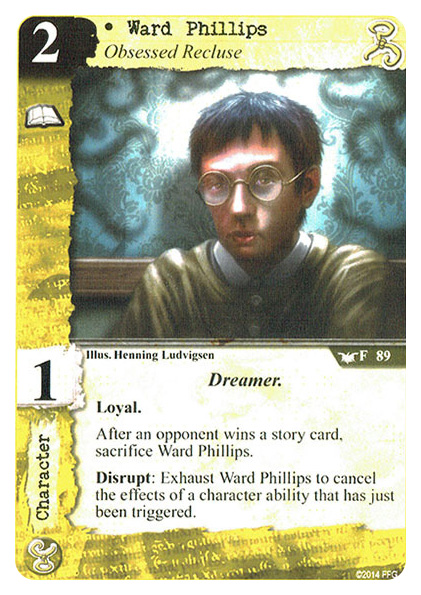 2
• Ward Phillips
Obsessed Recluse
Illus. Henning Ludvigsen
F 89
1
Dreamer.
Loyal.
After an opponent wins a story card,
sacrifice Ward Phillips.
Disrupt: Exhaust Ward Phillips to cancel
the effects of a character ability that has just
been triggered.
Character
©2014 FFG